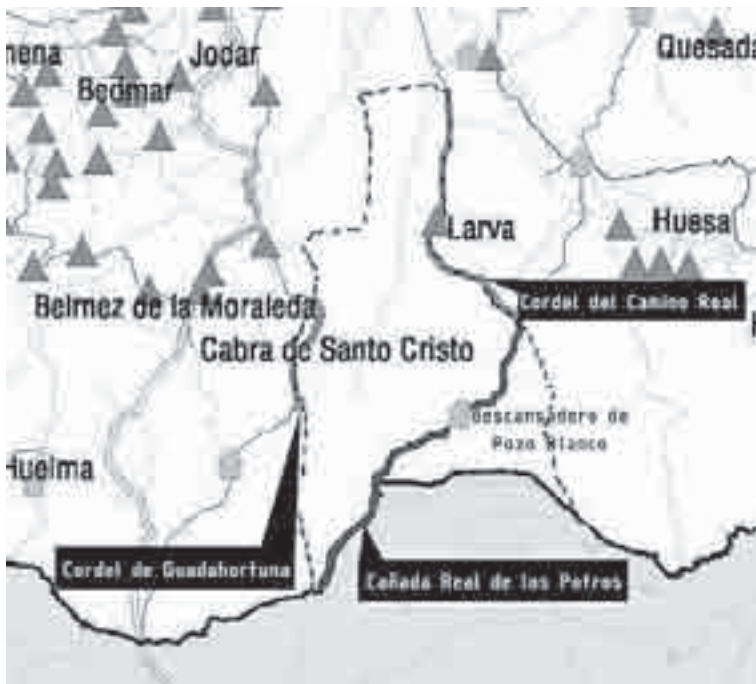 mena
Jodar
Quesada
Bedmar
Larva
Huesa
Cordel del Camino Real
Belmez de la Moraleda
Cabra de Santo Cristo
descansadero de
Pozo Blanco
Huelma
Cordel de Guadahortuna
Cañada Real de los Potros